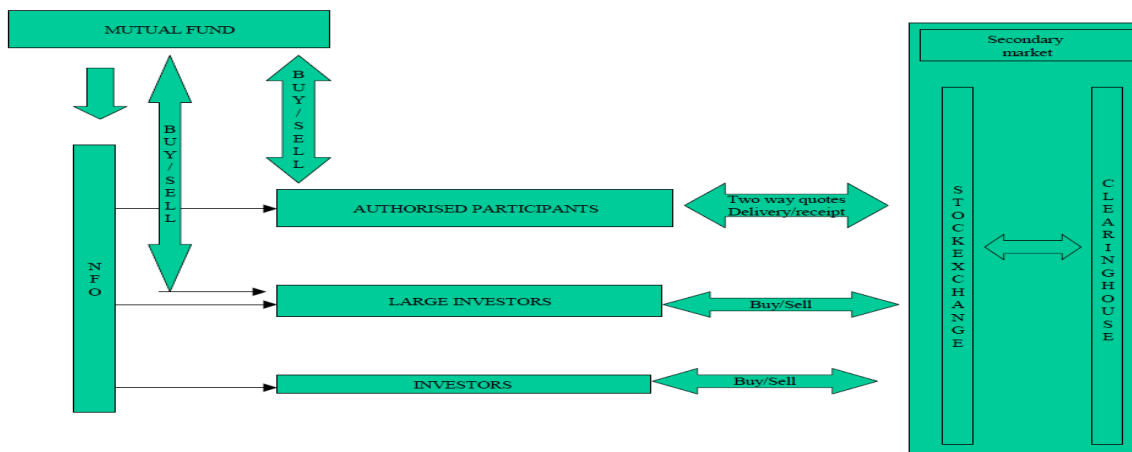 MUTUAL FUND
Secondary
market
BUY/SELL
BUY/SELL
NFO
AUTHORISED PARTICIPANTS
Two way quotes
Delivery/receipt
STOCKEXCHANGE
CLEARINGHOUSE
LARGE INVESTORS
Buy/Sell
INVESTORS
Buy/Sell